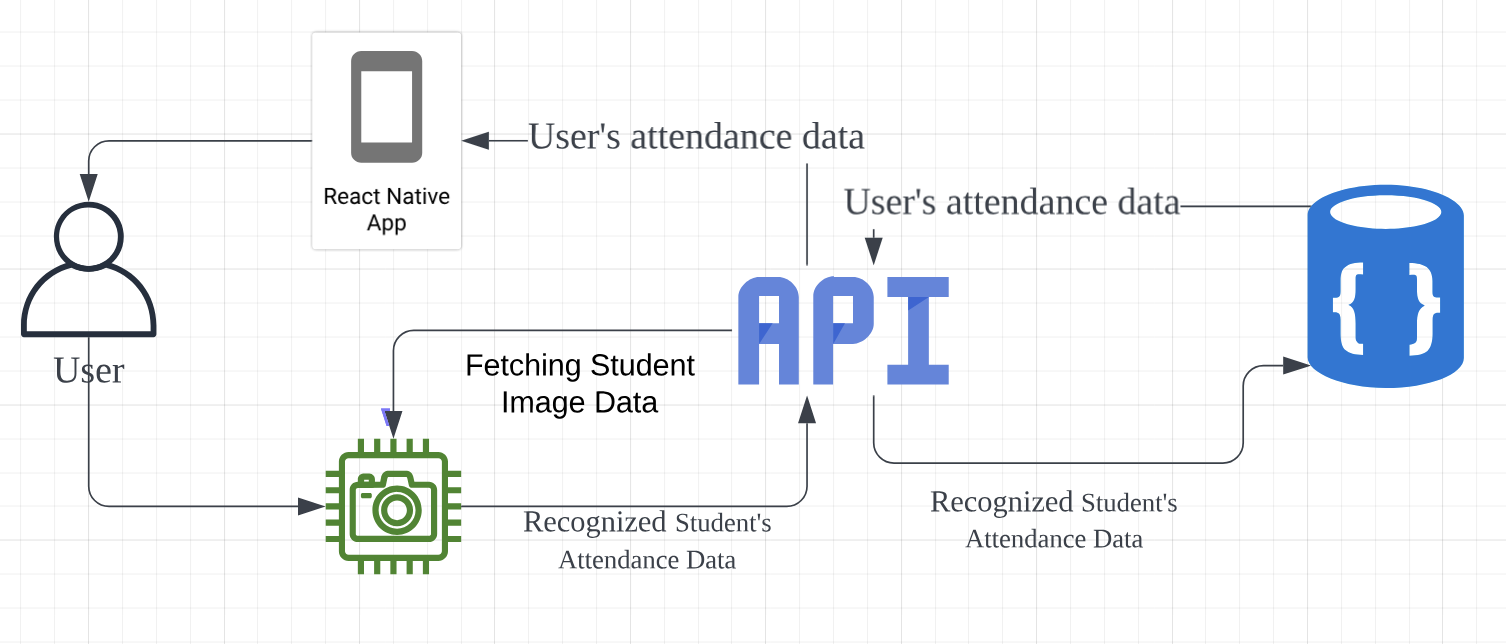 User's attendance data
React Native
App
User's attendance data
{ }
API
User
Fetching Student
Image Data
Recognized Student's
Attendance Data
Recognized Student's
Attendance Data